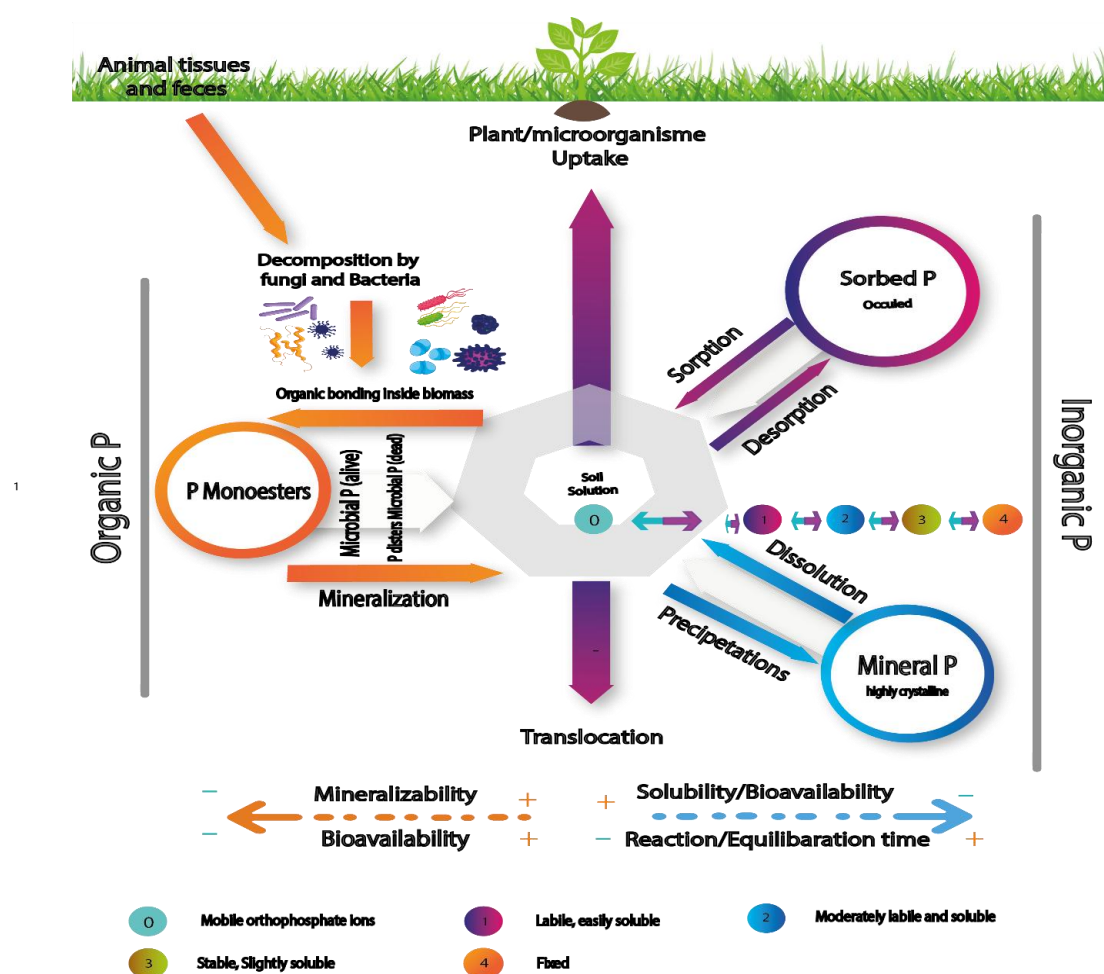 Animal tissues
and feces
Plant/microorganisme
Uptake
Decomposition by
fungi and Bacteria
Organic bonding inside biomass
Organic P
1
P Monoesters
Microbial P (alive)
P disters Microbial P (dead)
Mineralization
Soil
Solution
0
1
2
3
4
Sorption
Desorption
Sorbed P
Occuled
Inorganic P
Dissolution
Precipetations
Mineral P
highly crystalline
-
Translocation
− Mineralizability +
− Bioavailability +
+ Solubility/Bioavailability −
− Reaction/Equilibaration time +
0 Mobile orthophosphate ions
1 Labile, easily soluble
2 Moderately labile and soluble
3 Stable, Slightly soluble
4 Fixed